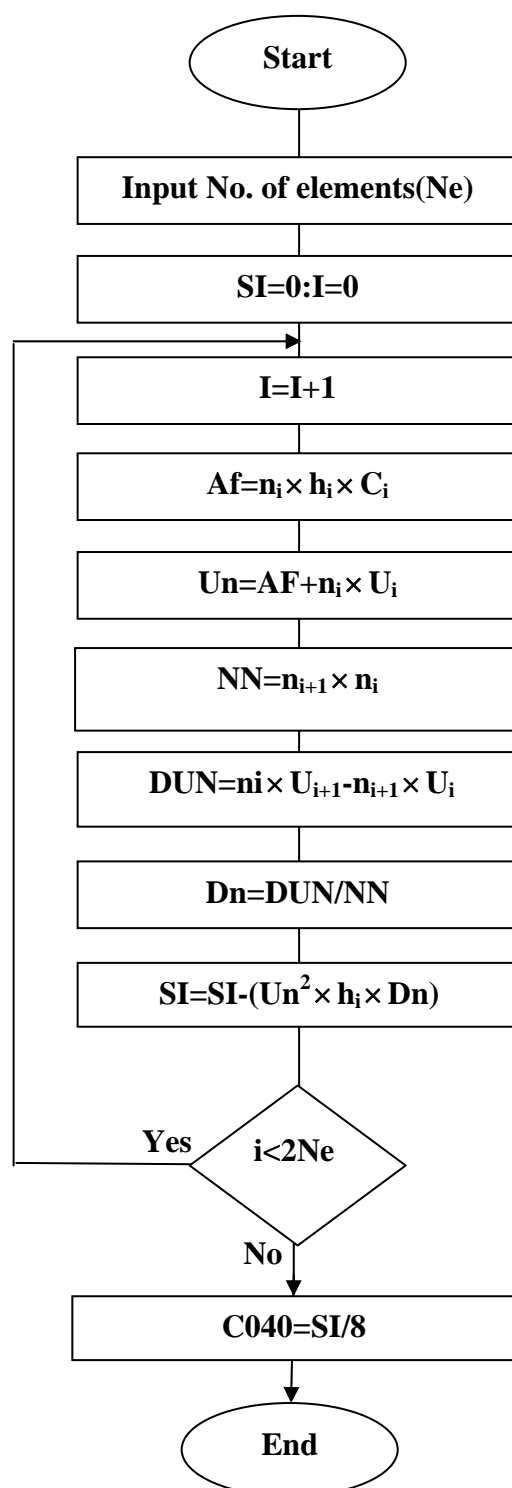 Start
Input No. of elements(Ne)
SI=0:I=0
I=I+1
Af=nᵢ×hᵢ×Cᵢ
Un=AF+nᵢ×Uᵢ
NN=nᵢ₊₁×nᵢ
DUN=ni×Uᵢ₊₁-nᵢ₊₁×Uᵢ
Dn=DUN/NN
SI=SI-(Un²×hᵢ×Dn)
Yes
i<2Ne
No
C040=SI/8
End